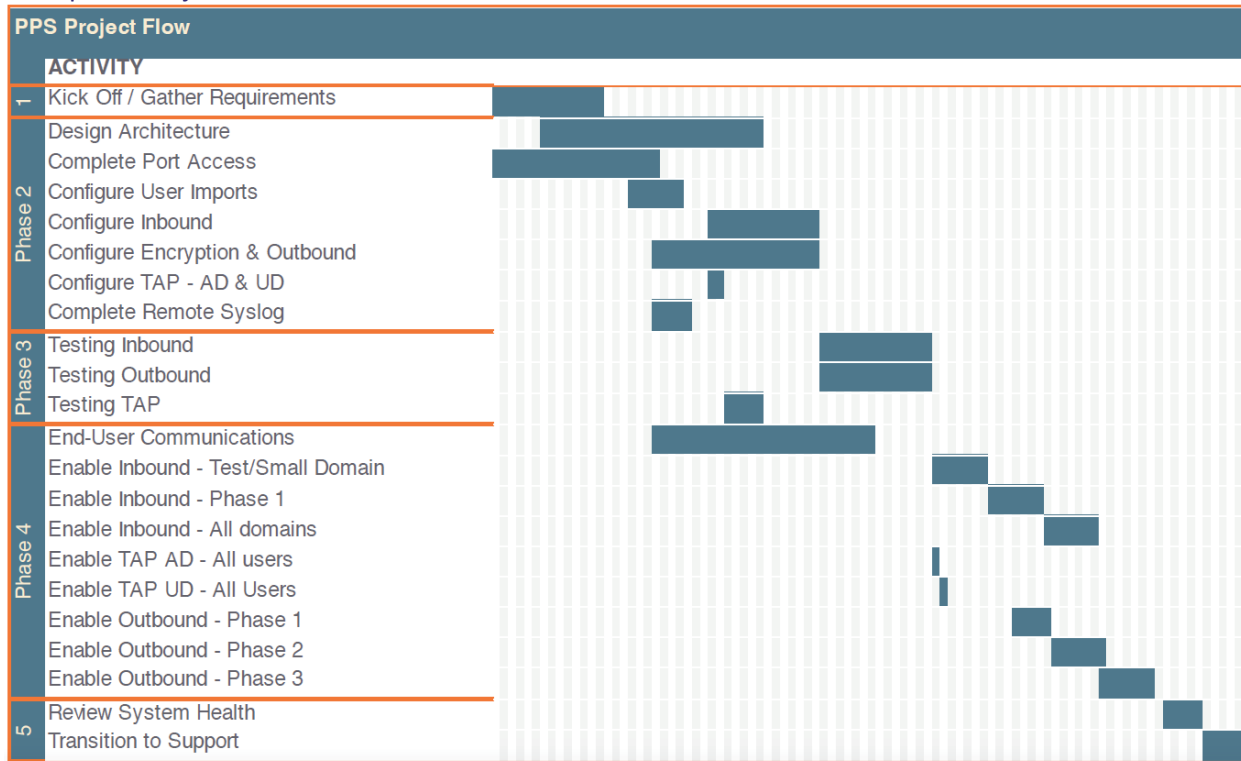 PPS Project Flow
ACTIVITY
1
Kick Off / Gather Requirements
Phase 2
Design Architecture
Complete Port Access
Configure User Imports
Configure Inbound
Configure Encryption & Outbound
Configure TAP - AD & UD
Complete Remote Syslog
Phase 3
Testing Inbound
Testing Outbound
Testing TAP
Phase 4
End-User Communications
Enable Inbound - Test/Small Domain
Enable Inbound - Phase 1
Enable Inbound - All domains
Enable TAP AD - All users
Enable TAP UD - All Users
Enable Outbound - Phase 1
Enable Outbound - Phase 2
Enable Outbound - Phase 3
5
Review System Health
Transition to Support